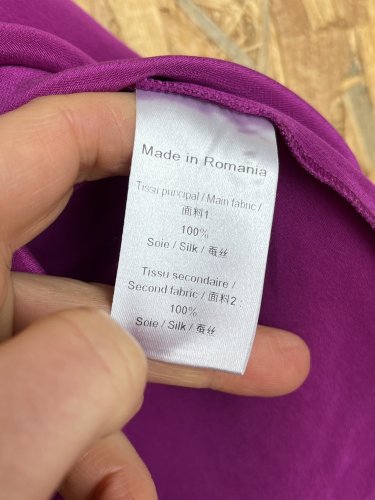 Made in Romania
Tissu principal / Main fabric /
面料1
100%
Soie / Silk / 蚕丝
Tissu secondaire /
Second fabric / 面料2 :
100%
Soie / Silk / 蚕丝